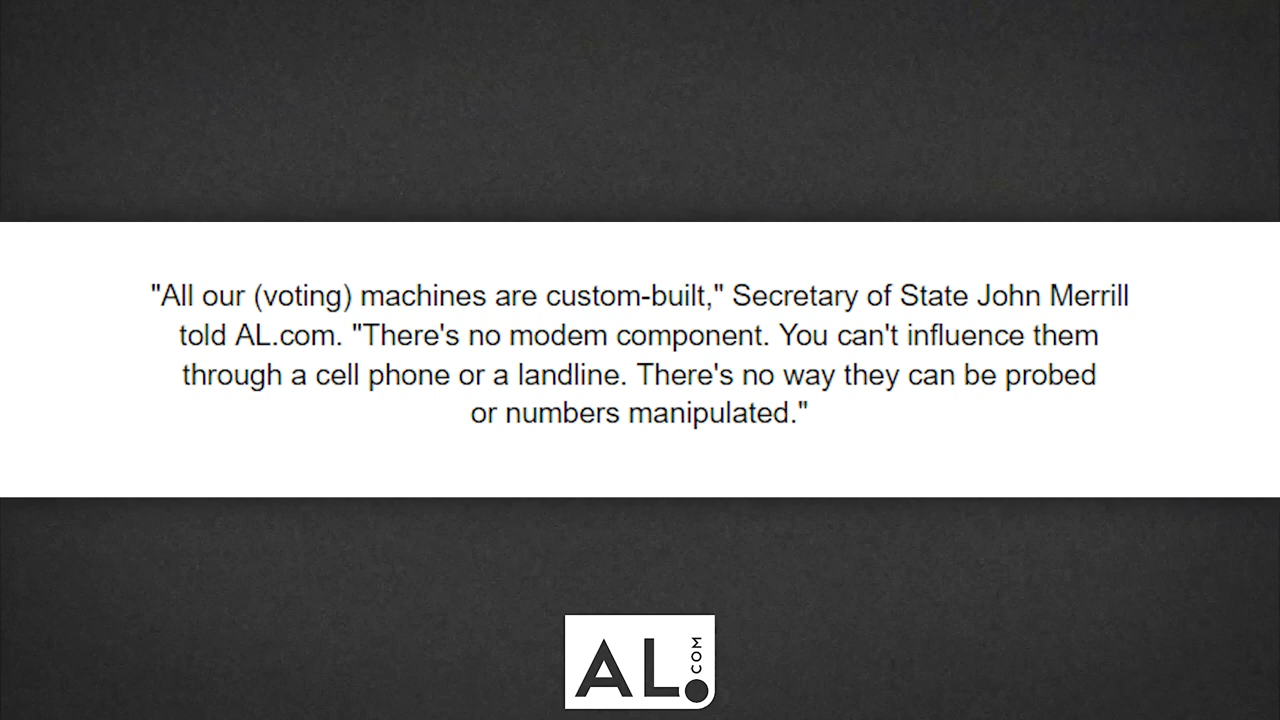 "All our (voting) machines are custom-built," Secretary of State John Merrill
told AL.com. "There's no modem component. You can't influence them
through a cell phone or a landline. There's no way they can be probed
or numbers manipulated."
AL.COM